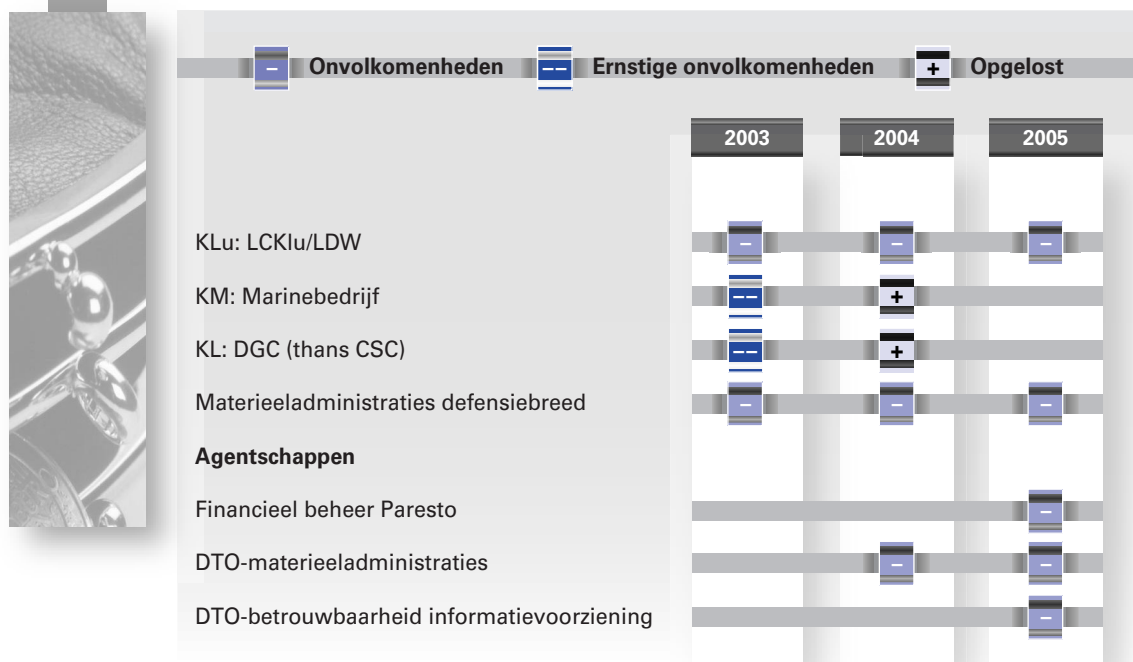 – Onvolkomenheden –– Ernstige onvolkomenheden + Opgelost
2003 2004 2005
KLu: LCKlu/LDW – – –
KM: Marinebedrijf –– +
KL: DGC (thans CSC) –– +
Materieeladministraties defensiebreed – – –
Agentschappen
Financieel beheer Paresto –
DTO-materieeladministraties – –
DTO-betrouwbaarheid informatievoorziening –